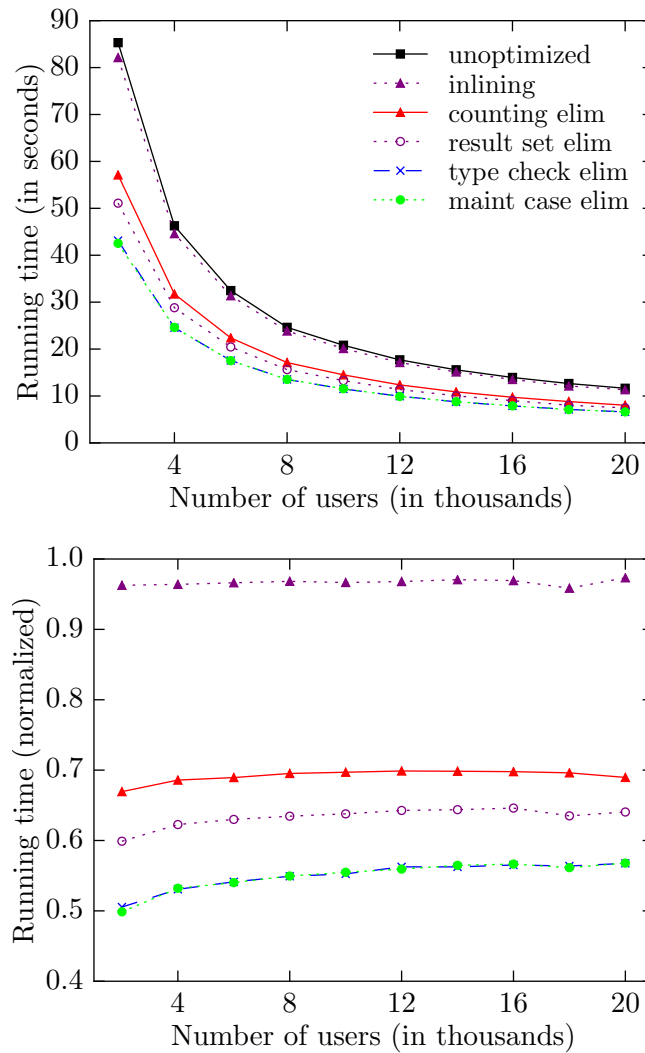 90
80
70
60
50
40
30
20
10
0
Running time (in seconds)
unoptimized
inlining
counting elim
result set elim
type check elim
maint case elim
4 8 12 16 20
Number of users (in thousands)
1.0
0.9
0.8
0.7
0.6
0.5
0.4
Running time (normalized)
4 8 12 16 20
Number of users (in thousands)